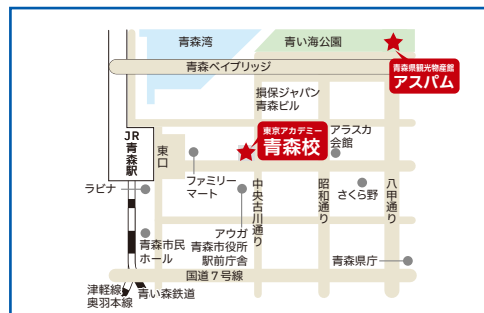 青森湾
青い海公園
青森県観光物産館
アスパム
青森ベイブリッジ
損保ジャパン
青森ビル
東京アカデミー
青森校
アラスカ
会館
JR青森駅
東口
ファミリー
マート
ラビナ
中央古川通り
昭和通り
八甲通り
さくら野
アウガ
青森市役所
駅前庁舎
青森市民
ホール
青森県庁
国道7号線
津軽線
奥羽本線
青い森鉄道